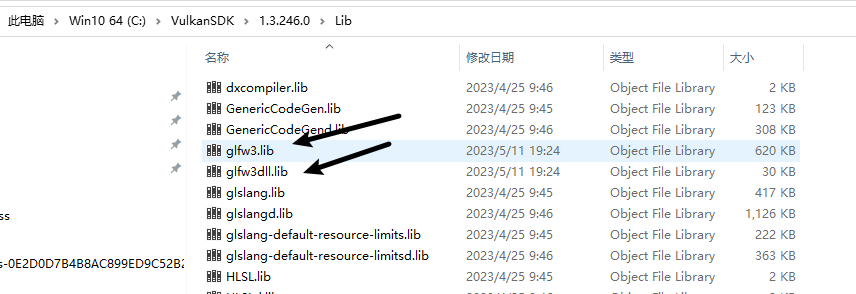 此电脑 > Win10 64 (C:) > VulkanSDK > 1.3.246.0 > Lib
名称 修改日期 类型 大小
dxcompiler.lib 2023/4/25 9:46 Object File Library 2 KB
GenericCodeGen.lib 2023/4/25 9:45 Object File Library 123 KB
GenericCodeGend.lib 2023/4/25 9:46 Object File Library 308 KB
glfw3.lib 2023/5/11 19:24 Object File Library 620 KB
glfw3dll.lib 2023/5/11 19:24 Object File Library 30 KB
glslang.lib 2023/4/25 9:45 Object File Library 417 KB
ss glslangd.lib 2023/4/25 9:46 Object File Library 1,126 KB
glslang-default-resource-limits.lib 2023/4/25 9:45 Object File Library 222 KB
s-0E2D0D7B4B8AC899ED9C52B2 glslang-default-resource-limitsd.lib 2023/4/25 9:46 Object File Library 363 KB
HLSL.lib 2023/4/25 9:45 Object File Library 2 KB